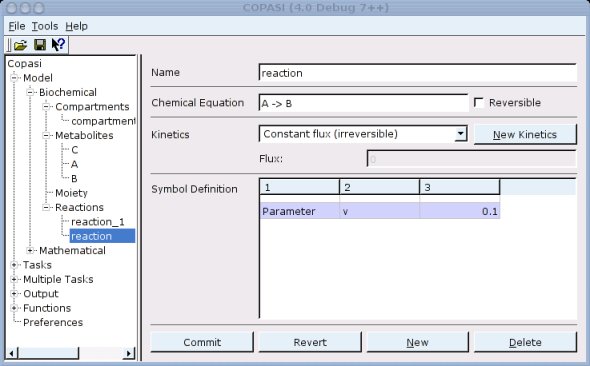 COPASI (4.0 Debug 7++)
File Tools Help
Copasi
Model
Biochemical
Compartments
compartment
Metabolites
C
A
B
Moiety
Reactions
reaction_1
reaction
Mathematical
Tasks
Multiple Tasks
Output
Functions
Preferences
Name reaction
Chemical Equation A -> B Reversible
Kinetics Constant flux (irreversible) New Kinetics
Flux: 0
Symbol Definition 1 2 3
Parameter v 0.1
Commit Revert New Delete